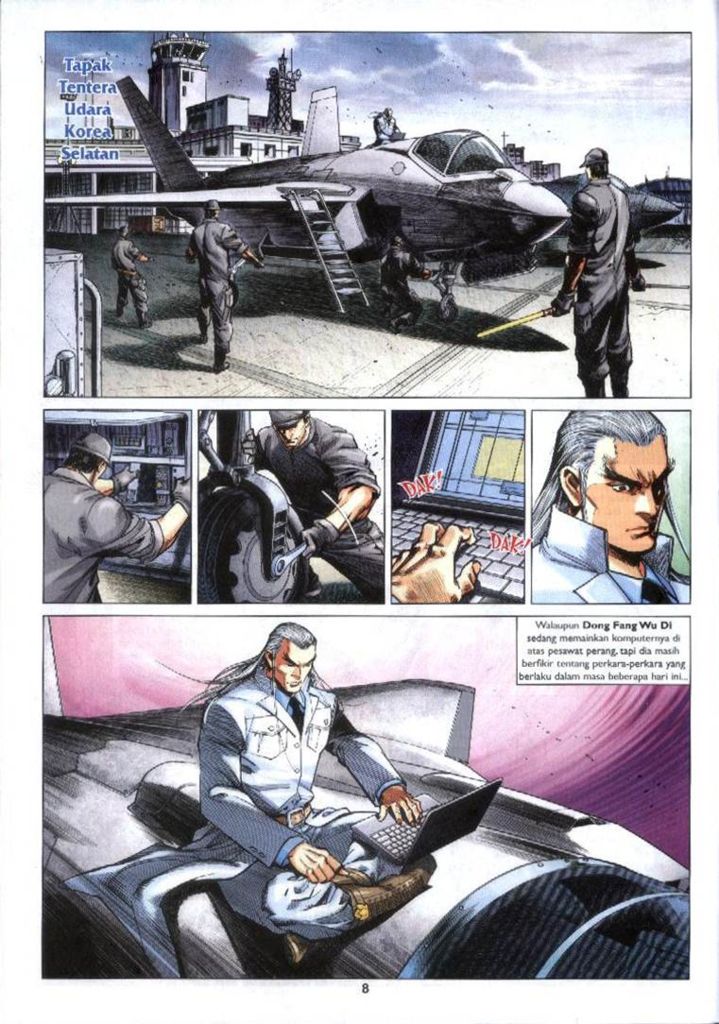 Tapak
Tentera
Udara
Korea
Selatan
DAK!
DAK!
Walaupun Dong Fang Wu Di
sedang memainkan komputernya di
atas pesawat perang, tapi dia masih
berfikir tentang perkara-perkara yang
berlaku dalam masa beberapa hari ini...
8